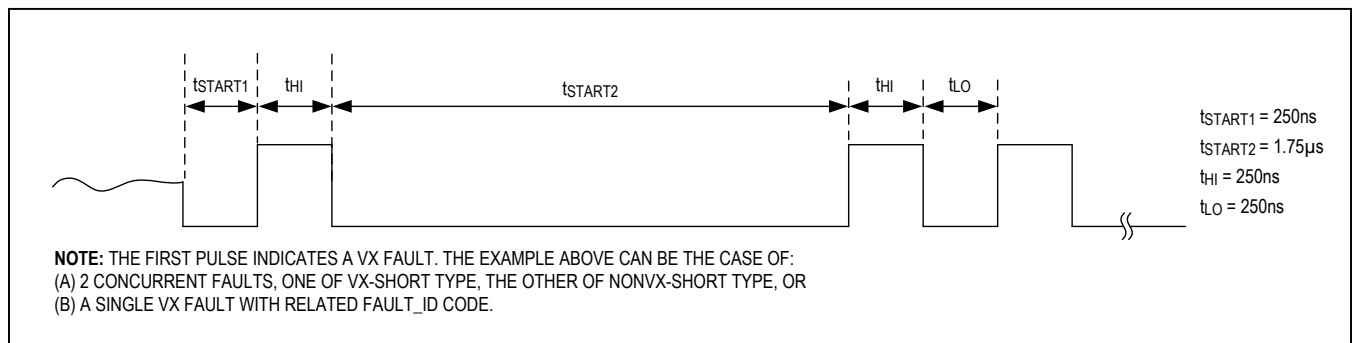 tSTART1 tHI tSTART2 tHI tLO
tSTART1 = 250ns
tSTART2 = 1.75µs
tHI = 250ns
tLO = 250ns
NOTE: THE FIRST PULSE INDICATES A VX FAULT. THE EXAMPLE ABOVE CAN BE THE CASE OF:
(A) 2 CONCURRENT FAULTS, ONE OF VX-SHORT TYPE, THE OTHER OF NONVX-SHORT TYPE, OR
(B) A SINGLE VX FAULT WITH RELATED FAULT_ID CODE.